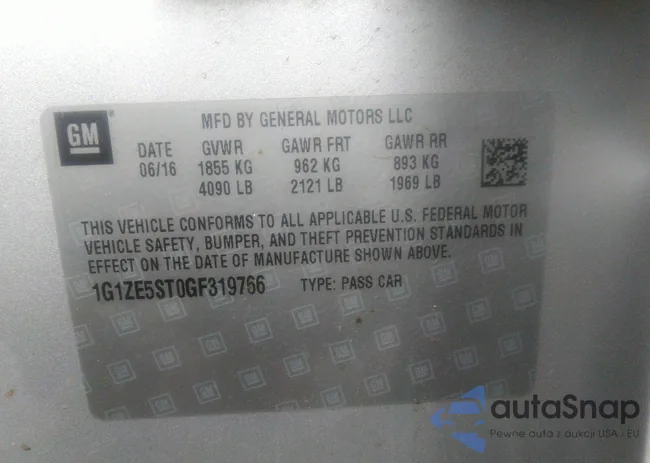 GM
MFD BY GENERAL MOTORS LLC
DATE GVWR GAWR FRT GAWR RR
06/16 1855 KG 962 KG 893 KG
4090 LB 2121 LB 1969 LB
THIS VEHICLE CONFORMS TO ALL APPLICABLE U.S. FEDERAL MOTOR
VEHICLE SAFETY, BUMPER, AND THEFT PREVENTION STANDARDS IN
EFFECT ON THE DATE OF MANUFACTURE SHOWN ABOVE.
1G1ZE5ST0GF319766 TYPE: PASS CAR
autaSnap
Pewne auta z aukcji USA - EU